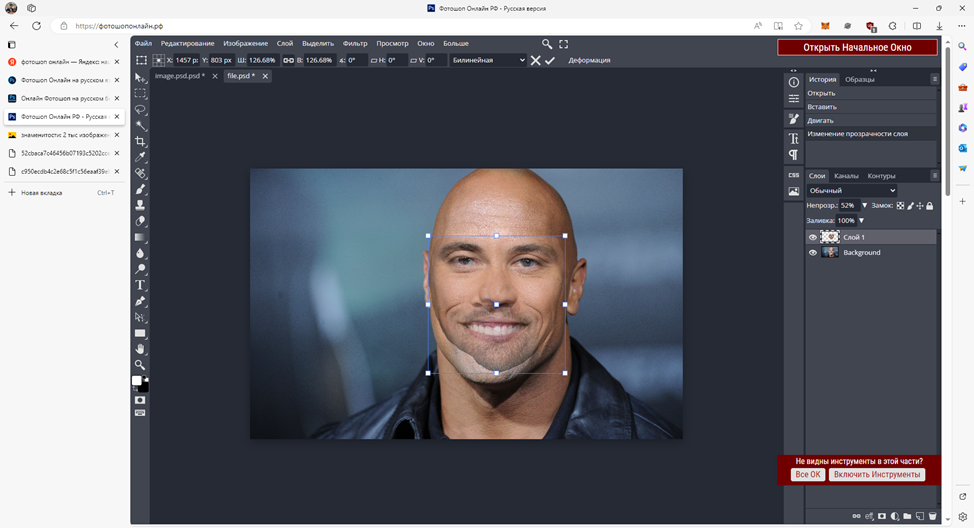 Фотошоп Онлайн РФ - Русская версия
https://фотошопонлайн.рф
Файл Редактирование Изображение Слой Выделить Фильтр Просмотр Окно Больше
Открыть Начальное Окно
X: 1457 p: Y: 803 px Ш: 126.68% В: 126.68% ∠: 0° H: 0° V: 0° Билинейная Деформация
фотошоп онлайн — Яндекс на
Фотошоп Онлайн на русском
Онлайн Фотошоп на русском б
Фотошоп Онлайн РФ - Русская
знаменитости: 2 тыс изображе
52cbaca7c46456b07193c5202cc
c950ecdb4c2e68c5f1c56eaaf39e
Новая вкладка Ctrl+T
image.psd.psd *
file.psd *
История Образцы
Открыть
Вставить
Двигать
Изменение прозрачности слоя
CSS
Слои Каналы Контуры
Обычный
Непрозр.: 52% Замок:
Заливка: 100%
Слой 1
Background
Не видны инструменты в этой части?
Все ОК Включить Инструменты